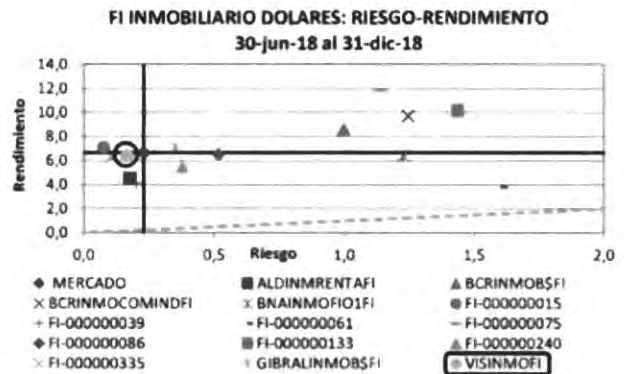 FI INMOBILIARIO DOLARES: RIESGO-RENDIMIENTO
30-jun-18 al 31-dic-18
Rendimiento
14,0
12,0
10,0
8,0
6,0
4,0
2,0
0,0
0,0 0,5 1,0 1,5 2,0
Riesgo
MERCADO ALDINMRENTAFI BCRINMOB$FI
BCRINMOCOMINDFI BNAINMOFIO1FI FI-000000015
FI-000000039 FI-000000061 FI-000000075
FI-000000086 FI-000000133 FI-000000240
FI-000000335 GIBRALINMOB$FI VISINMOFI